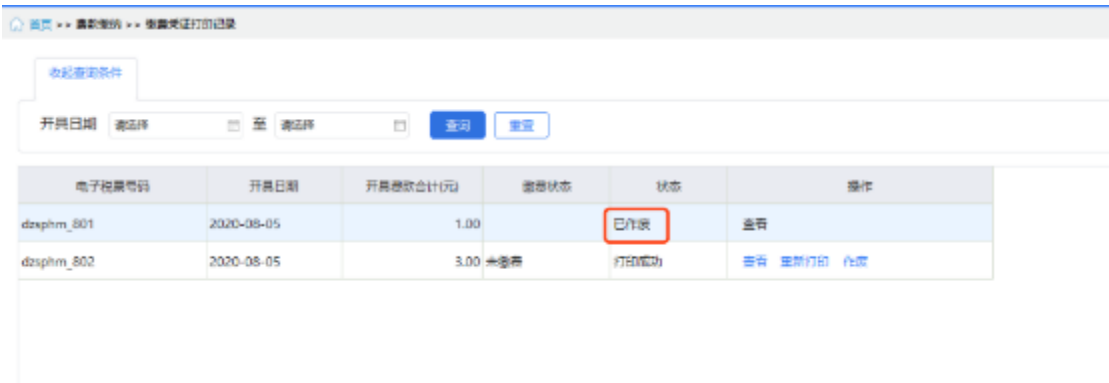 首页 >> 票款缴纳 >> 缴费凭证打印记录
收起查询条件
开具日期 请选择 至 请选择 查询 重置
电子税票号码 开具日期 开具票款合计(元) 缴费状态 状态 操作
dzsphm_801 2020-08-05 1.00 已作废 查看
dzsphm_802 2020-08-05 3.00 未缴费 打印成功 查看 重新打印 作废